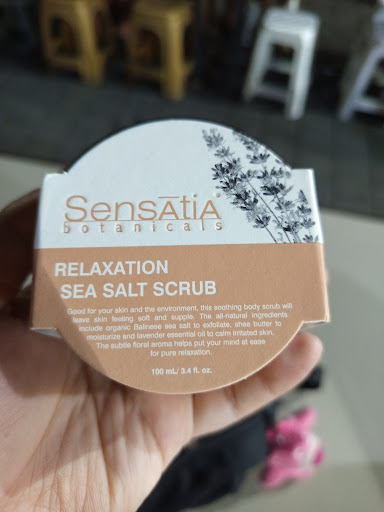 SensĀtiA
botanicals
RELAXATION
SEA SALT SCRUB
Good for your skin and the environment, this soothing body scrub will
leave skin feeling soft and supple. The all-natural ingredients
include organic Balinese sea salt to exfoliate, shea butter to
moisturize and lavender essential oil to calm irritated skin.
The subtle floral aroma helps put your mind at ease
for pure relaxation.
100 mL/ 3.4 fl. oz.